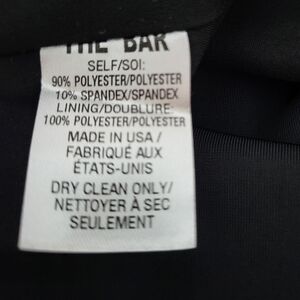 THE BAR
SELF/SOI:
90% POLYESTER/POLYESTER
10% SPANDEX/SPANDEX
LINING/DOUBLURE:
100% POLYESTER/POLYESTER
MADE IN USA/
FABRIQUÉ AUX
ÉTATS-UNIS
DRY CLEAN ONLY/
NETTOYER À SEC
SEULEMENT